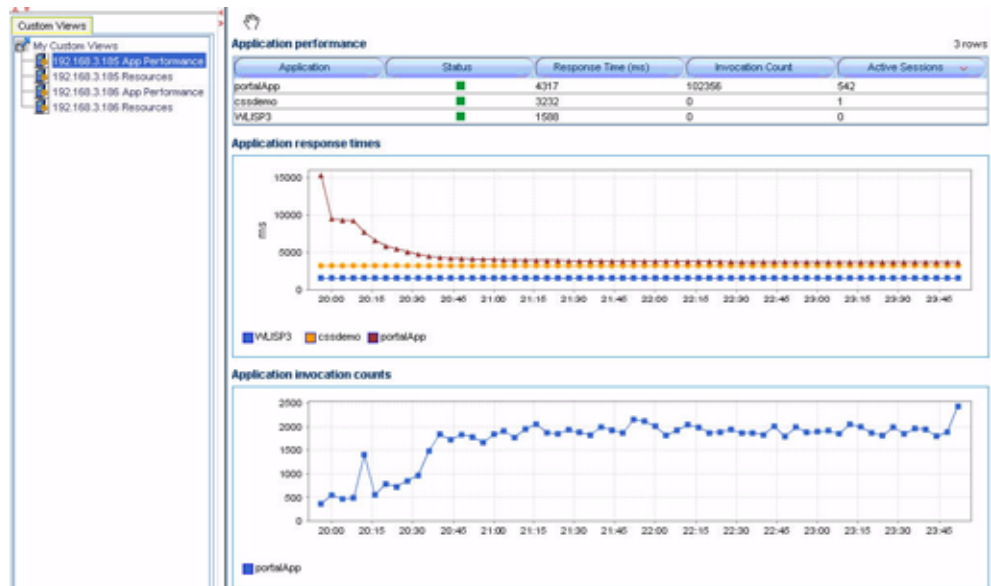 Custom Views
My Custom Views
192.168.3.185 App Performance
192.168.3.185 Resources
192.168.3.186 App Performance
192.168.3.186 Resources
Application performance 3 rows
Application Status Response Time (ms) Invocation Count Active Sessions
portalApp 4317 102356 542
cssdemo 3232 0 1
WLISP3 1588 0 0
Application response times
15000
10000
5000
0
ms
20:00 20:15 20:30 20:45 21:00 21:15 21:30 21:45 22:00 22:15 22:30 22:45 23:00 23:15 23:30 23:45
WLISP3 cssdemo portalApp
Application invocation counts
2500
2000
1500
1000
500
0
20:00 20:15 20:30 20:45 21:00 21:15 21:30 21:45 22:00 22:15 22:30 22:45 23:00 23:15 23:30 23:45
portalApp